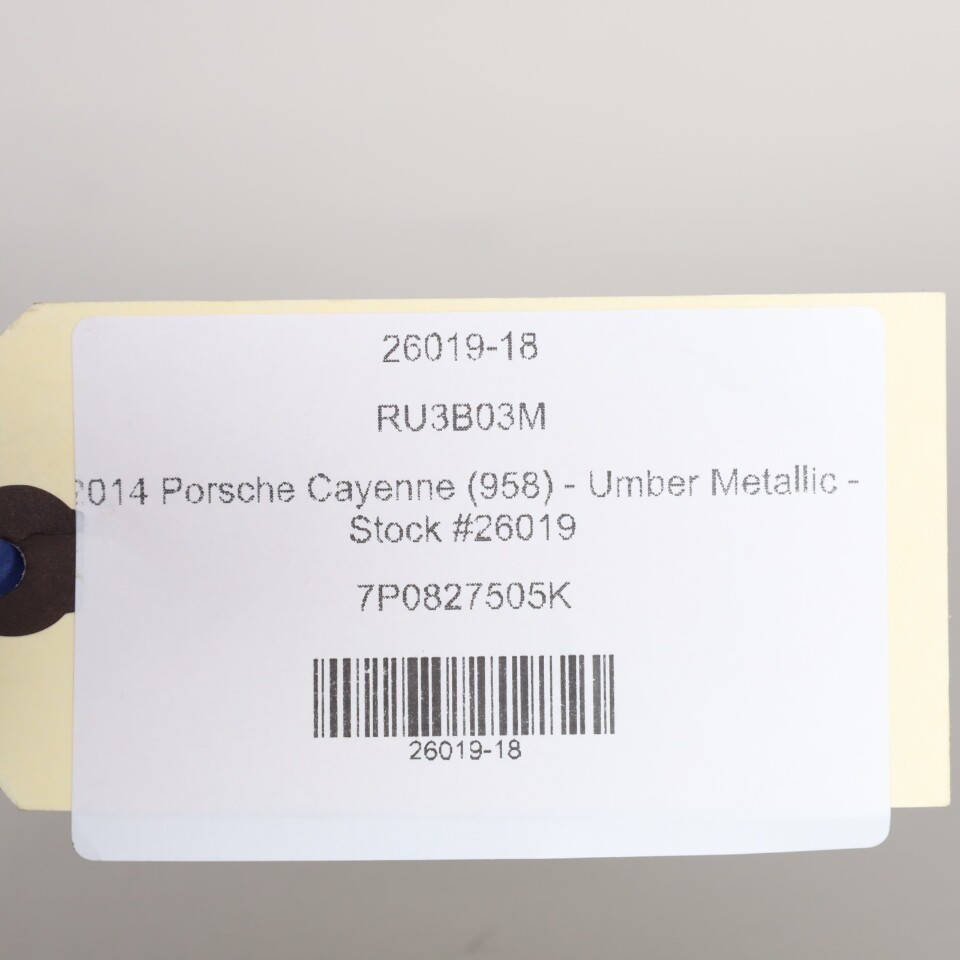 26019-18
RU3B03M
2014 Porsche Cayenne (958) - Umber Metallic -
Stock #26019
7P0827505K
26019-18